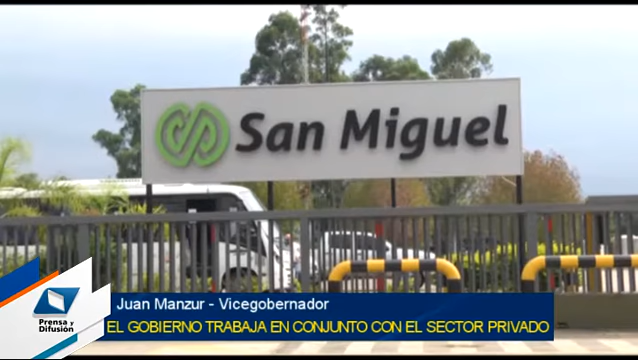 San Miguel
Juan Manzur - Vicegobernador
EL GOBIERNO TRABAJA EN CONJUNTO CON EL SECTOR PRIVADO
Prensa y
Difusión